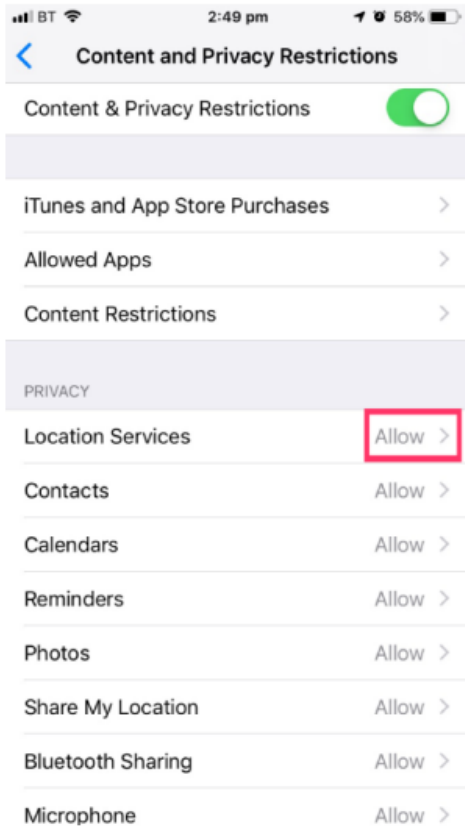 BT 2:49 pm 58%
Content and Privacy Restrictions
Content & Privacy Restrictions
iTunes and App Store Purchases
Allowed Apps
Content Restrictions
PRIVACY
Location Services Allow
Contacts Allow
Calendars Allow
Reminders Allow
Photos Allow
Share My Location Allow
Bluetooth Sharing Allow
Microphone Allow